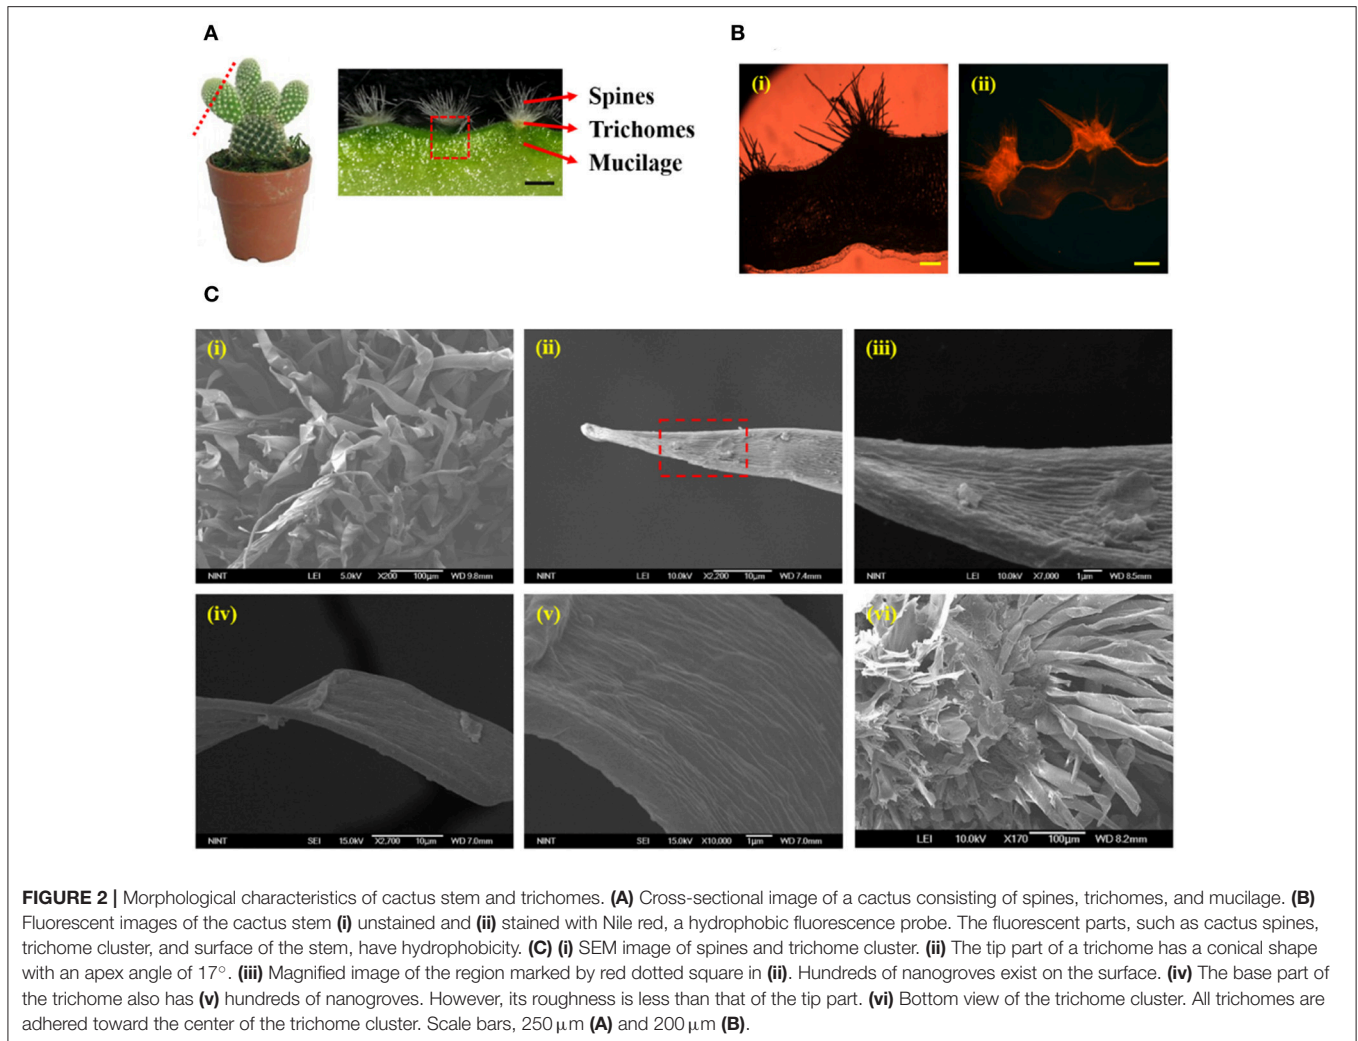 A
B
Spines
Trichomes
Mucilage
(i)
(ii)
C
(i)
(ii)
(iii)
NINT LEI 5.0kV X200 100μm WD 9.8mm
NINT LEI 10.0kV X2,200 10μm WD 7.4mm
LEI 10.0kV X7,000 1μm WD 8.5mm
(iv)
(v)
(vi)
NINT SEI 15.0kV X2,700 10μm WD 7.0mm
NINT SEI 15.0kV X10,000 1μm WD 7.0mm
LEI 10.0kV X170 100μm WD 8.2mm
FIGURE 2 | Morphological characteristics of cactus stem and trichomes. (A) Cross-sectional image of a cactus consisting of spines, trichomes, and mucilage. (B)
Fluorescent images of the cactus stem (i) unstained and (ii) stained with Nile red, a hydrophobic fluorescence probe. The fluorescent parts, such as cactus spines,
trichome cluster, and surface of the stem, have hydrophobicity. (C) (i) SEM image of spines and trichome cluster. (ii) The tip part of a trichome has a conical shape
with an apex angle of 17°. (iii) Magnified image of the region marked by red dotted square in (ii). Hundreds of nanogroves exist on the surface. (iv) The base part of
the trichome also has (v) hundreds of nanogroves. However, its roughness is less than that of the tip part. (vi) Bottom view of the trichome cluster. All trichomes are
adhered toward the center of the trichome cluster. Scale bars, 250 μm (A) and 200 μm (B).